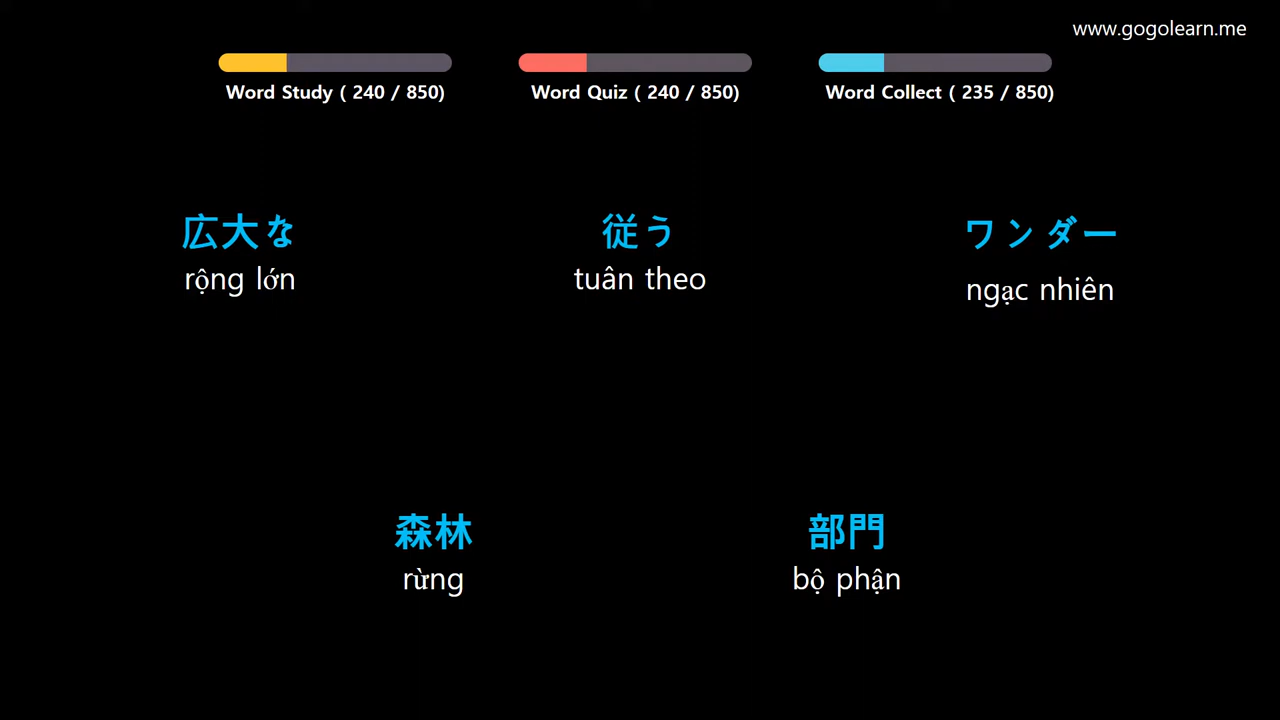 www.gogolearn.me
Word Study ( 240 / 850)
Word Quiz ( 240 / 850)
Word Collect ( 235 / 850)
広大な
rộng lớn
従う
tuân theo
ワンダー
ngạc nhiên
森林
rừng
部門
bộ phận